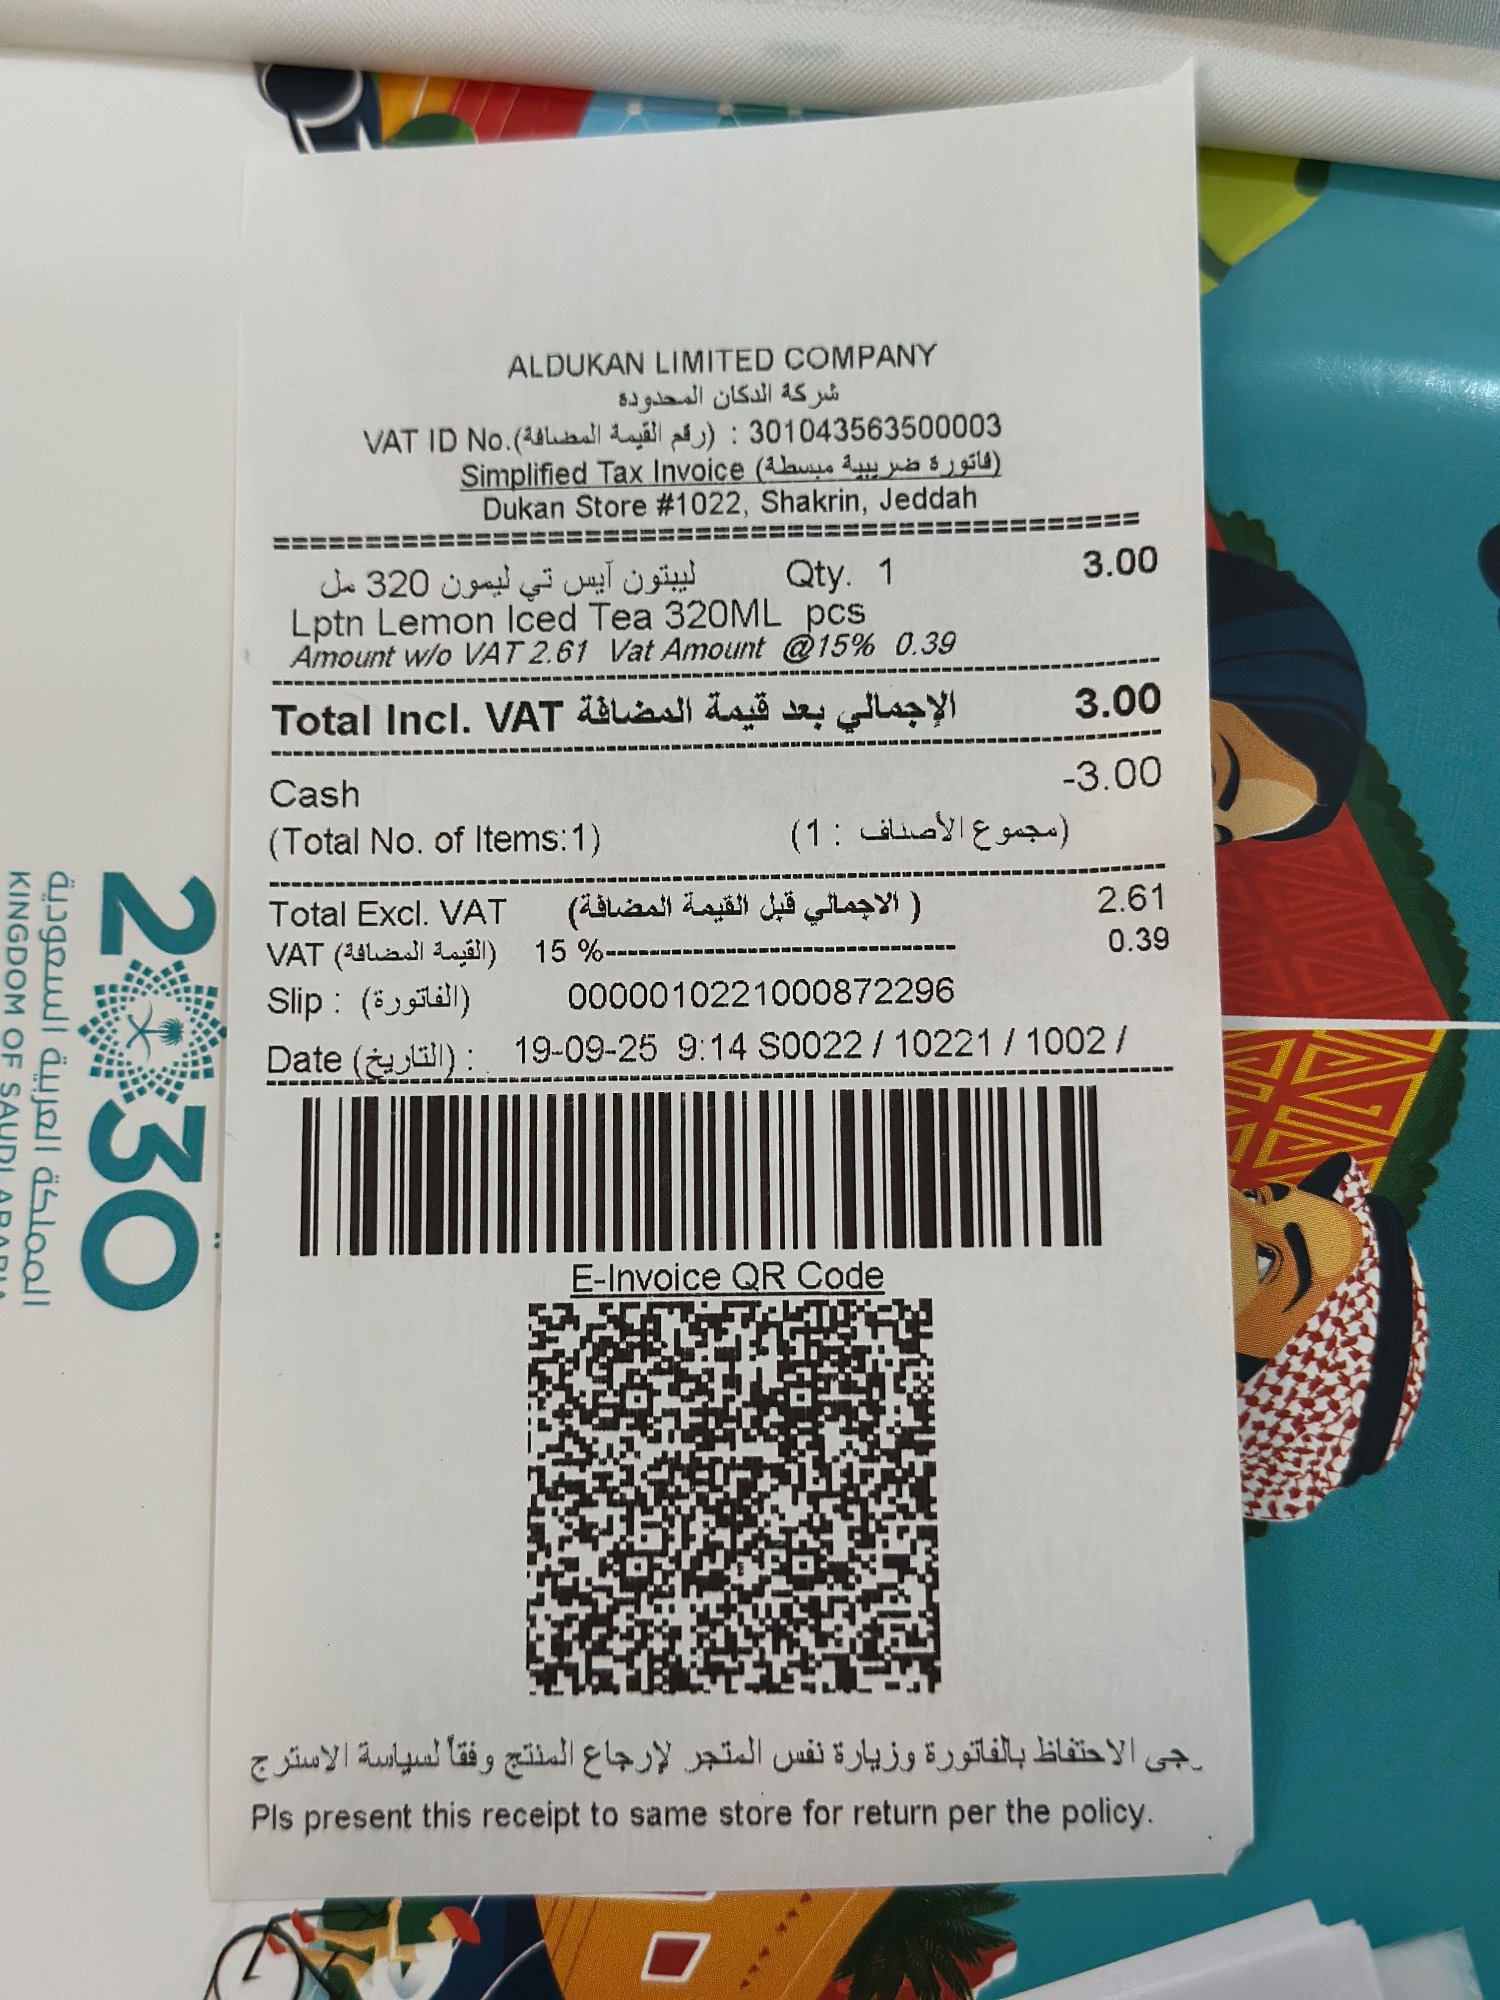 ALDUKAN LIMITED COMPANY
شركة الدكان المحدودة
VAT ID No.(رقم القيمة المضافة) : 301043563500003
Simplified Tax Invoice (فاتورة ضريبية مبسطة)
Dukan Store #1022, Shakrin, Jeddah
ليبتون آيس تي ليمون 320 مل Qty. 1 3.00
Lptn Lemon Iced Tea 320ML pcs
Amount w/o VAT 2.61 Vat Amount @15% 0.39
Total Incl. VAT الإجمالي بعد قيمة المضافة 3.00
Cash -3.00
(Total No. of Items:1) (مجموع الأصناف : 1)
Total Excl. VAT (الاجمالي قبل القيمة المضافة ) 2.61
VAT (القيمة المضافة) 15 %------------------------------------ 0.39
Slip : (الفاتورة) 0000010221000872296
Date (التاريخ) : 19-09-25 9:14 S0022 / 10221 / 1002 /
E-Invoice QR Code
الاحتفاظ بالفاتورة وزيارة نفس المتجر لإرجاع المنتج وفقاً لسياسة
Pls present this receipt to same store for return per the policy.
2030
المملكة العربية السعودية
KINGDOM OF SAUDI ARABIA